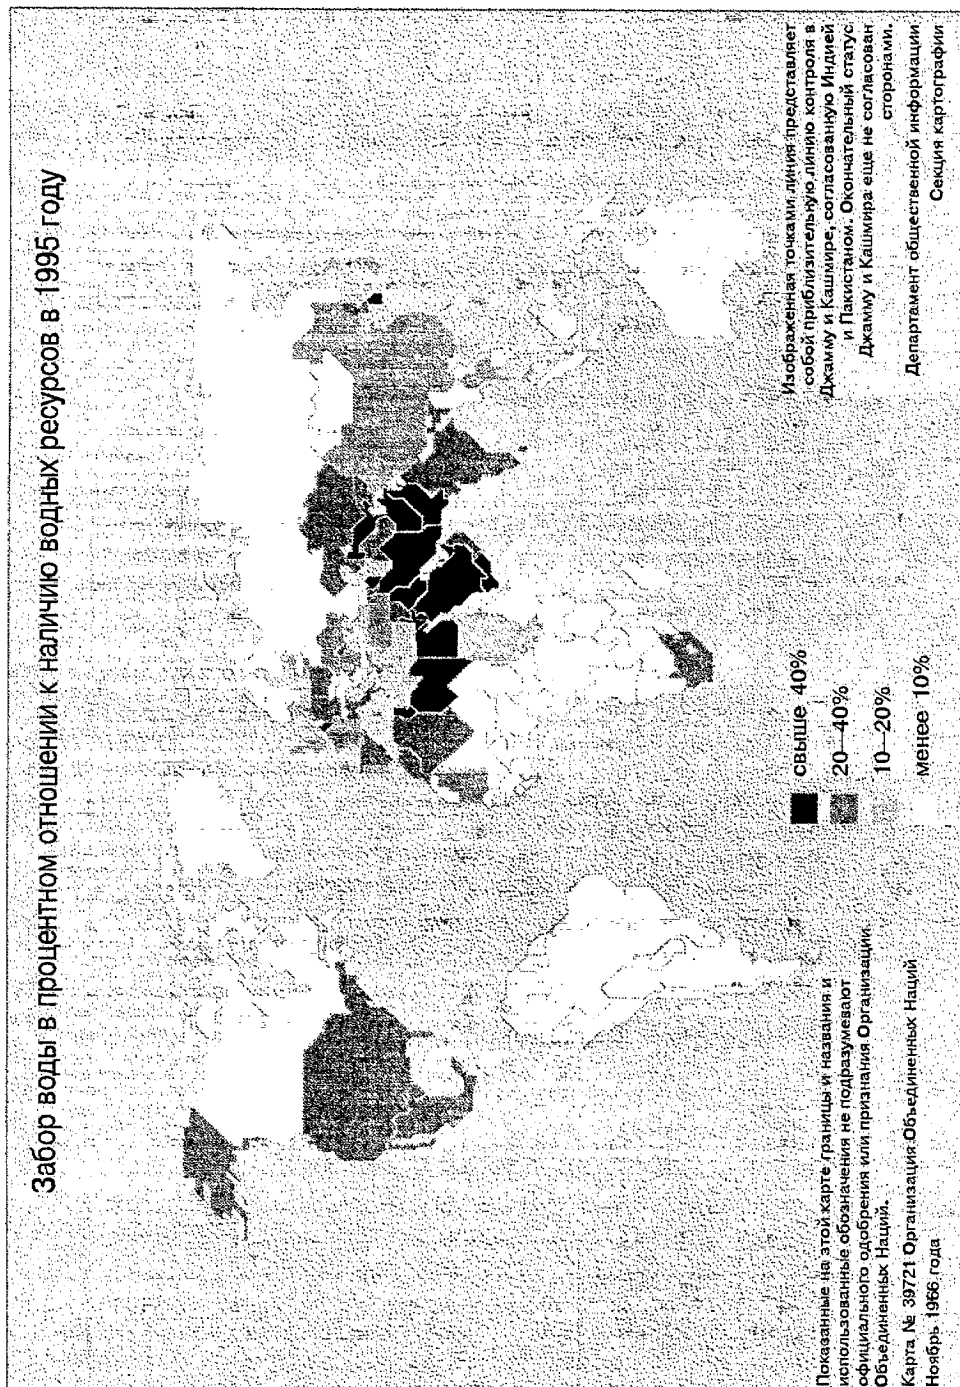 Забор воды в процентном отношении к наличию водных ресурсов в 1995 году
свыше 40%
20—40%
10—20%
менее 10%
Показанные на этой карте границы и названия и
использованные обозначения не подразумевают
официального одобрения или признания Организации
Объединенных Наций.
Карта № 39721 Организация Объединенных Наций
Ноябрь 1966 года
Изображенная точками линия представляет
собой приблизительную линию контроля в
Джамму и Кашмире, согласованную Индией
и Пакистаном. Окончательный статус
Джамму и Кашмира еще не согласован
сторонами.
Департамент общественной информации
Секция картографии